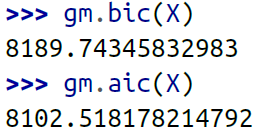 >>> gm.bic(X)
8189.74345832983
>>> gm.aic(X)
8102.518178214792